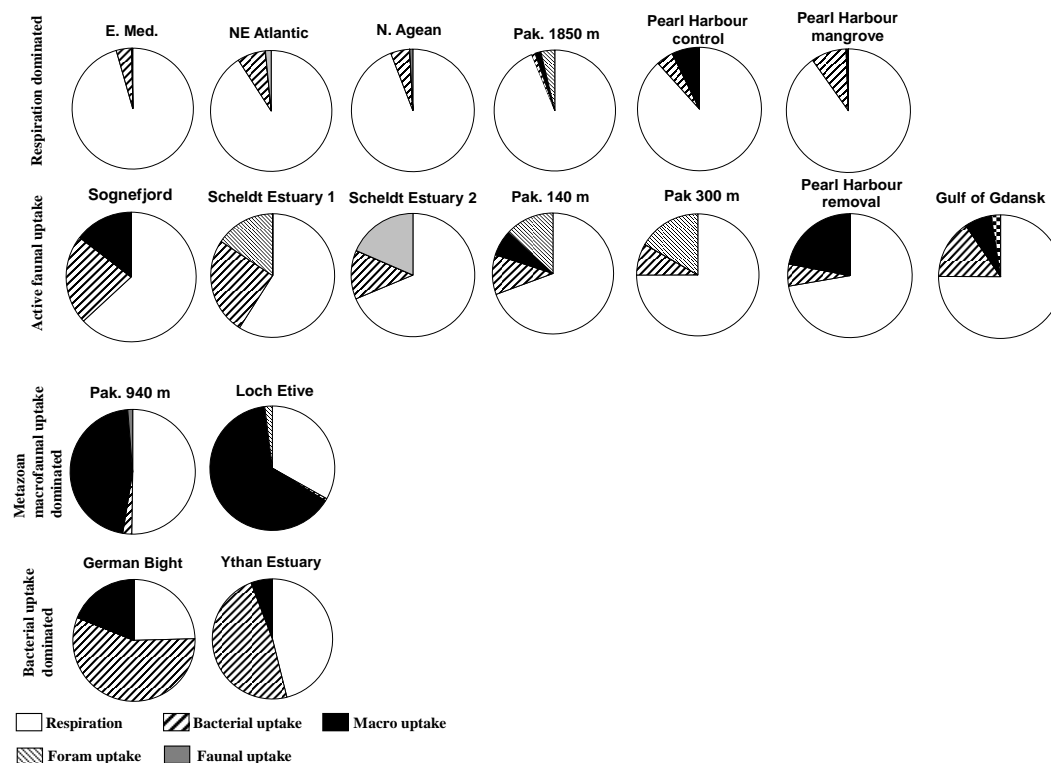 Respiration dominated
E. Med.
NE Atlantic
N. Agean
Pak. 1850 m
Pearl Harbour
control
Pearl Harbour
mangrove
Active faunal uptake
Sognefjord
Scheldt Estuary 1
Scheldt Estuary 2
Pak. 140 m
Pak 300 m
Pearl Harbour
removal
Gulf of Gdansk
Metazoan
macrofaunal uptake
dominated
Pak. 940 m
Loch Etive
Bacterial uptake
dominated
German Bight
Ythan Estuary
Respiration
Bacterial uptake
Macro uptake
Foram uptake
Faunal uptake